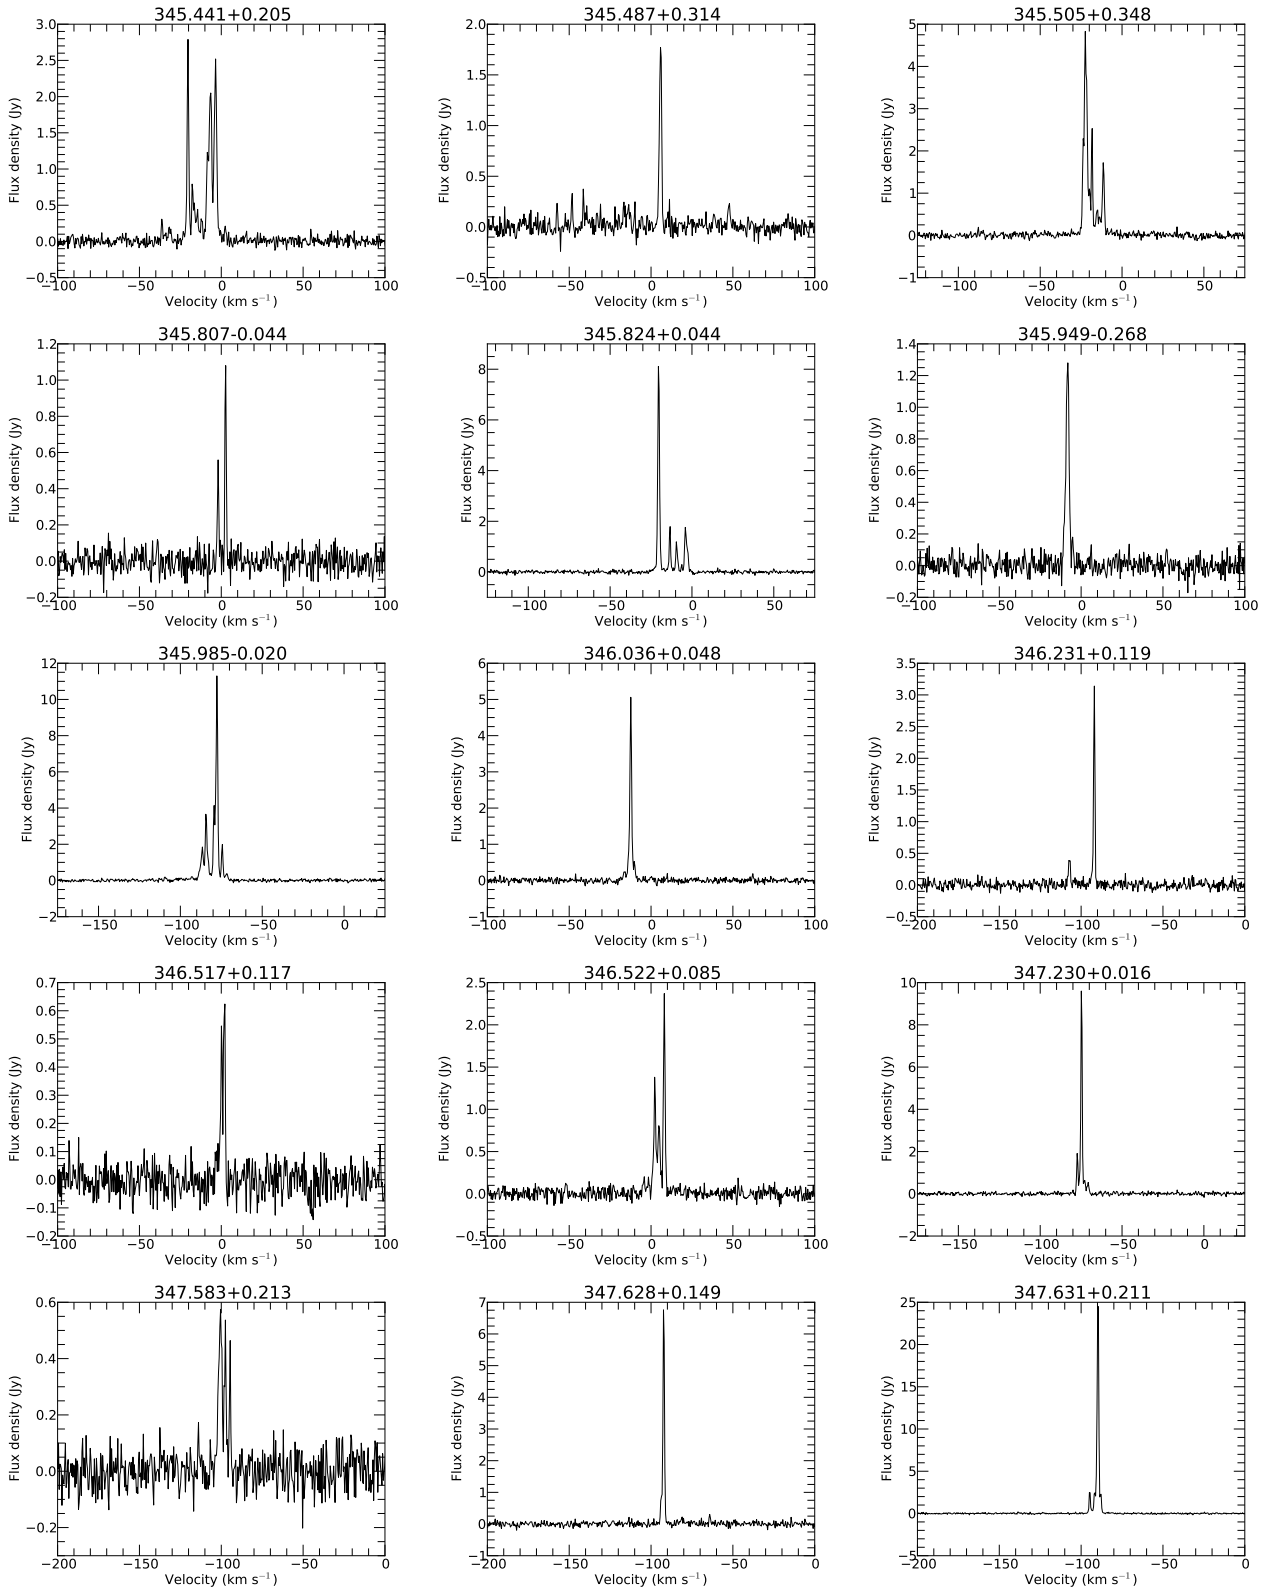 345.441+0.205
3.0
2.5
2.0
1.5
1.0
0.5
0.0
−0.5
Flux density (Jy)
−100 −50 0 50 100
Velocity (km s⁻¹)
345.487+0.314
2.0
1.5
1.0
0.5
0.0
−0.5
Flux density (Jy)
−100 −50 0 50 100
Velocity (km s⁻¹)
345.505+0.348
5
4
3
2
1
0
−1
Flux density (Jy)
−100 −50 0 50
Velocity (km s⁻¹)
345.807-0.044
1.2
1.0
0.8
0.6
0.4
0.2
0.0
−0.2
Flux density (Jy)
−100 −50 0 50 100
Velocity (km s⁻¹)
345.824+0.044
8
6
4
2
0
Flux density (Jy)
−100 −50 0 50
Velocity (km s⁻¹)
345.949-0.268
1.4
1.2
1.0
0.8
0.6
0.4
0.2
0.0
−0.2
Flux density (Jy)
−100 −50 0 50 100
Velocity (km s⁻¹)
345.985-0.020
12
10
8
6
4
2
0
−2
Flux density (Jy)
−150 −100 −50 0
Velocity (km s⁻¹)
346.036+0.048
6
5
4
3
2
1
0
−1
Flux density (Jy)
−100 −50 0 50 100
Velocity (km s⁻¹)
346.231+0.119
3.5
3.0
2.5
2.0
1.5
1.0
0.5
0.0
−0.5
Flux density (Jy)
−200 −150 −100 −50 0
Velocity (km s⁻¹)
346.517+0.117
0.7
0.6
0.5
0.4
0.3
0.2
0.1
0.0
−0.1
−0.2
Flux density (Jy)
−100 −50 0 50 100
Velocity (km s⁻¹)
346.522+0.085
2.5
2.0
1.5
1.0
0.5
0.0
−0.5
Flux density (Jy)
−100 −50 0 50 100
Velocity (km s⁻¹)
347.230+0.016
10
8
6
4
2
0
−2
Flux density (Jy)
−150 −100 −50 0
Velocity (km s⁻¹)
347.583+0.213
0.6
0.4
0.2
0.0
−0.2
Flux density (Jy)
−200 −150 −100 −50 0
Velocity (km s⁻¹)
347.628+0.149
7
6
5
4
3
2
1
0
−1
Flux density (Jy)
−200 −150 −100 −50 0
Velocity (km s⁻¹)
347.631+0.211
25
20
15
10
5
0
−5
Flux density (Jy)
−200 −150 −100 −50 0
Velocity (km s⁻¹)